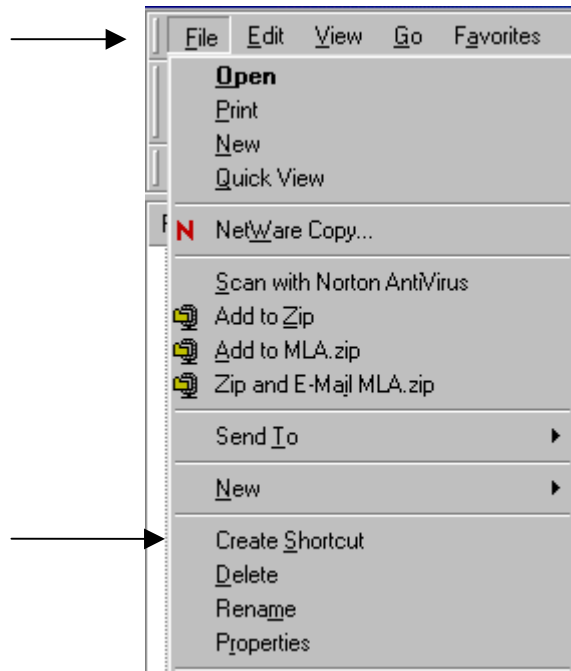 File Edit View Go Favorites
Open
Print
New
Quick View
N NetWare Copy...
Scan with Norton AntiVirus
Add to Zip
Add to MLA.zip
Zip and E-Mail MLA.zip
Send To
New
Create Shortcut
Delete
Rename
Properties